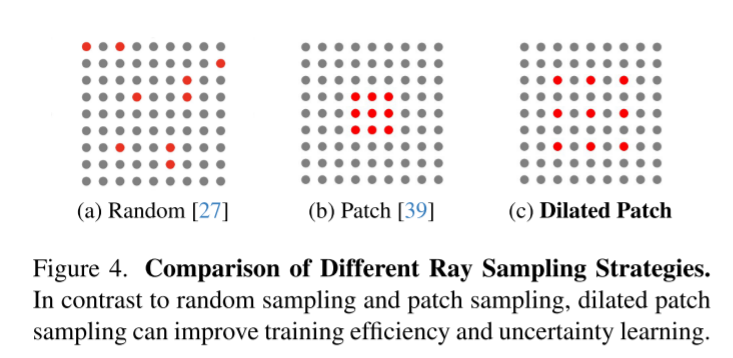 (a) Random [27] (b) Patch [39] (c) Dilated Patch
Figure 4. Comparison of Different Ray Sampling Strategies.
In contrast to random sampling and patch sampling, dilated patch
sampling can improve training efficiency and uncertainty learning.